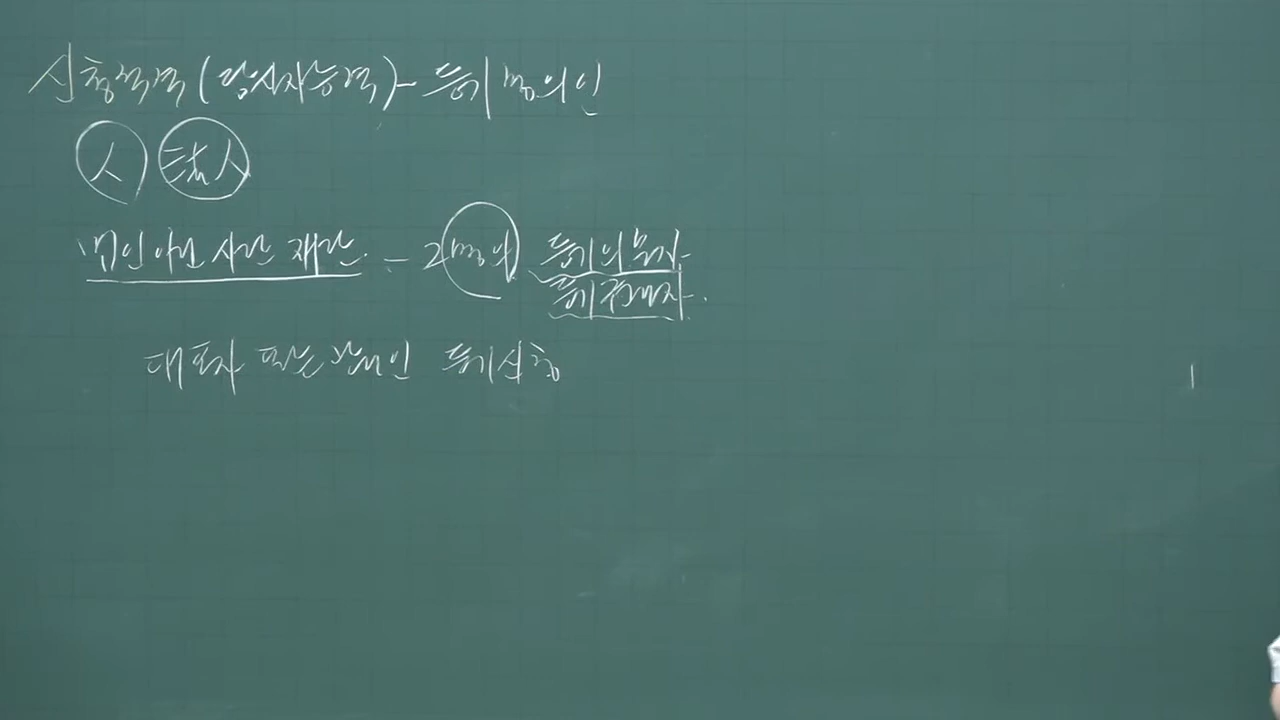 신청적격(당사자능력)-등기명의인
人 法人
법인아닌 사단 재단 - 그 명의 등기의무자
등기권리자.
대표자 또는 관리인 등기신청